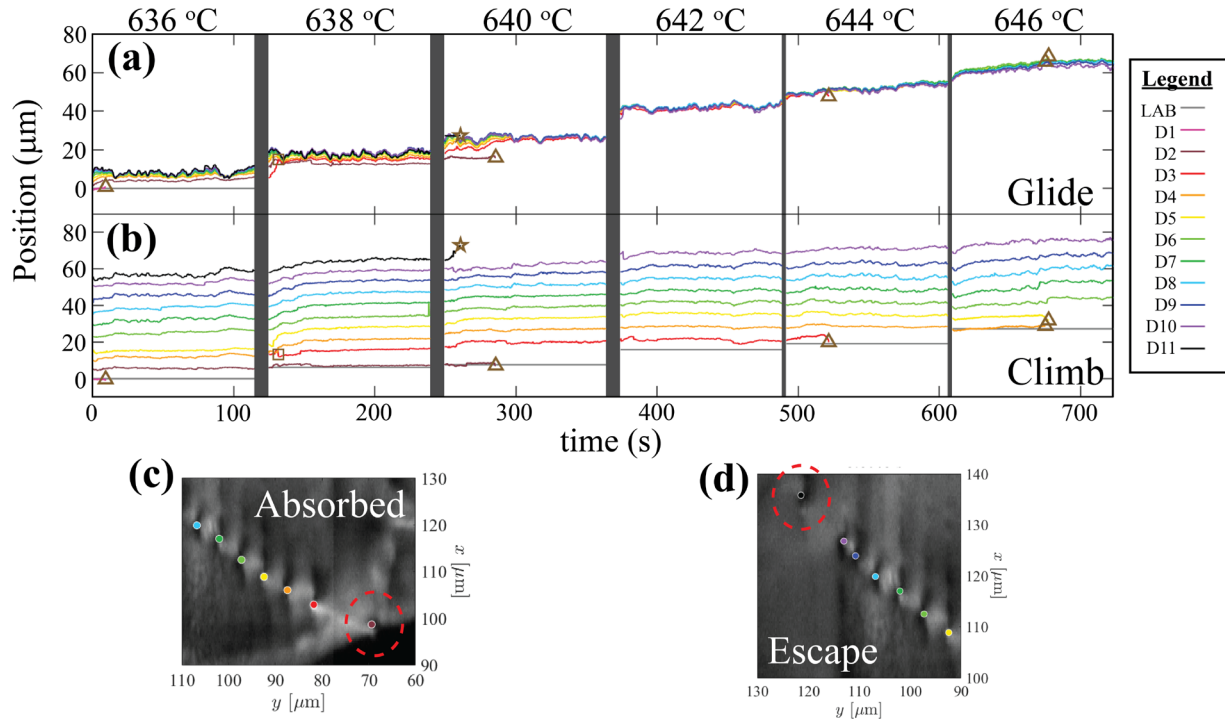 636 °C 638 °C 640 °C 642 °C 644 °C 646 °C
(a)
80
60
40
20
0
Glide
(b)
80
60
40
20
0
Climb
Position (μm)
0 100 200 300 400 500 600 700
time (s)
Legend
LAB
D1
D2
D3
D4
D5
D6
D7
D8
D9
D10
D11
(c)
Absorbed
130
120
110
100
90
x [μm]
110 100 90 80 70 60
y [μm]
(d)
Escape
140
130
120
110
100
x [μm]
130 120 110 100 90
y [μm]